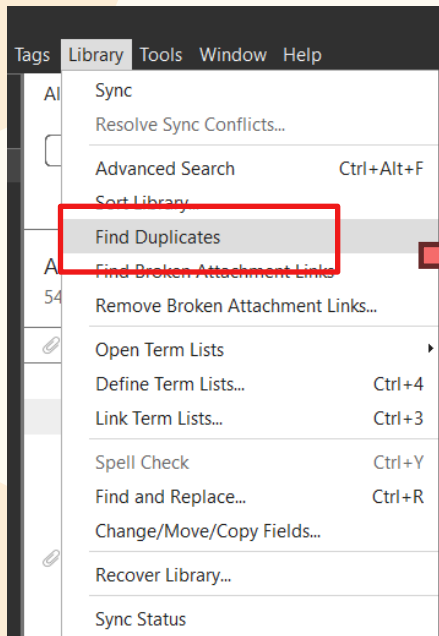 Tags Library Tools Window Help
Al
Sync
Resolve Sync Conflicts...
Advanced Search Ctrl+Alt+F
Sort Library...
Find Duplicates
A
Find Broken Attachment Links
54
Remove Broken Attachment Links...
Open Term Lists
Define Term Lists... Ctrl+4
Link Term Lists... Ctrl+3
Spell Check Ctrl+Y
Find and Replace... Ctrl+R
Change/Move/Copy Fields...
Recover Library...
Sync Status